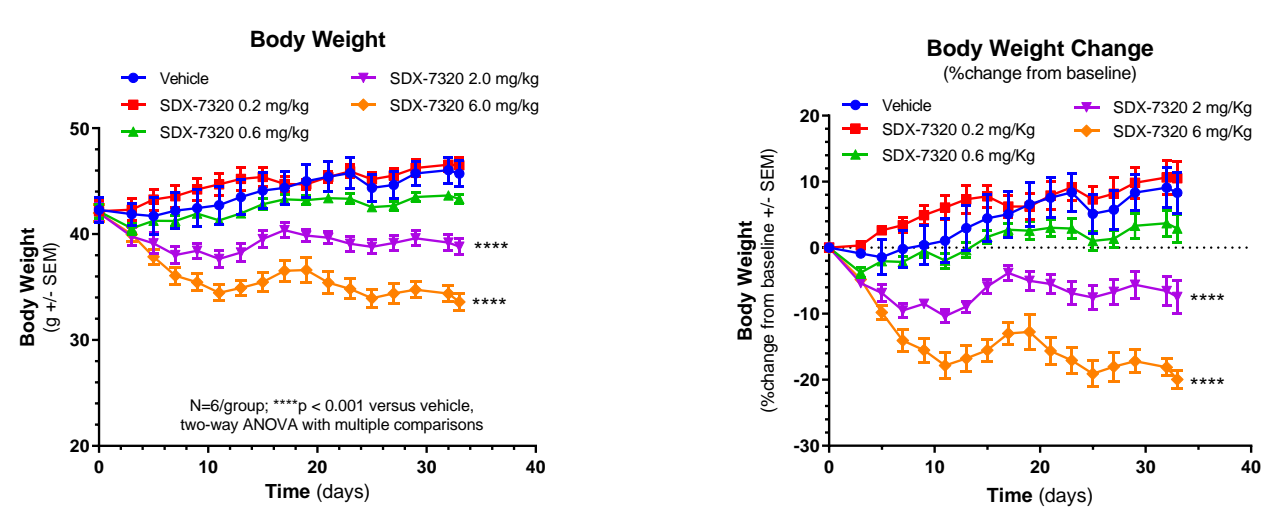 Body Weight
Vehicle
SDX-7320 0.2 mg/kg
SDX-7320 0.6 mg/kg
SDX-7320 2.0 mg/kg
SDX-7320 6.0 mg/kg
50
40
30
20
Body Weight
(g +/- SEM)
****
****
N=6/group; ****p < 0.001 versus vehicle,
two-way ANOVA with multiple comparisons
0 10 20 30 40
Time (days)
Body Weight Change
(%change from baseline)
Vehicle
SDX-7320 0.2 mg/Kg
SDX-7320 0.6 mg/Kg
SDX-7320 2 mg/Kg
SDX-7320 6 mg/Kg
20
10
0
-10
-20
-30
Body Weight
(%change from baseline +/- SEM)
****
****
0 10 20 30 40
Time (days)